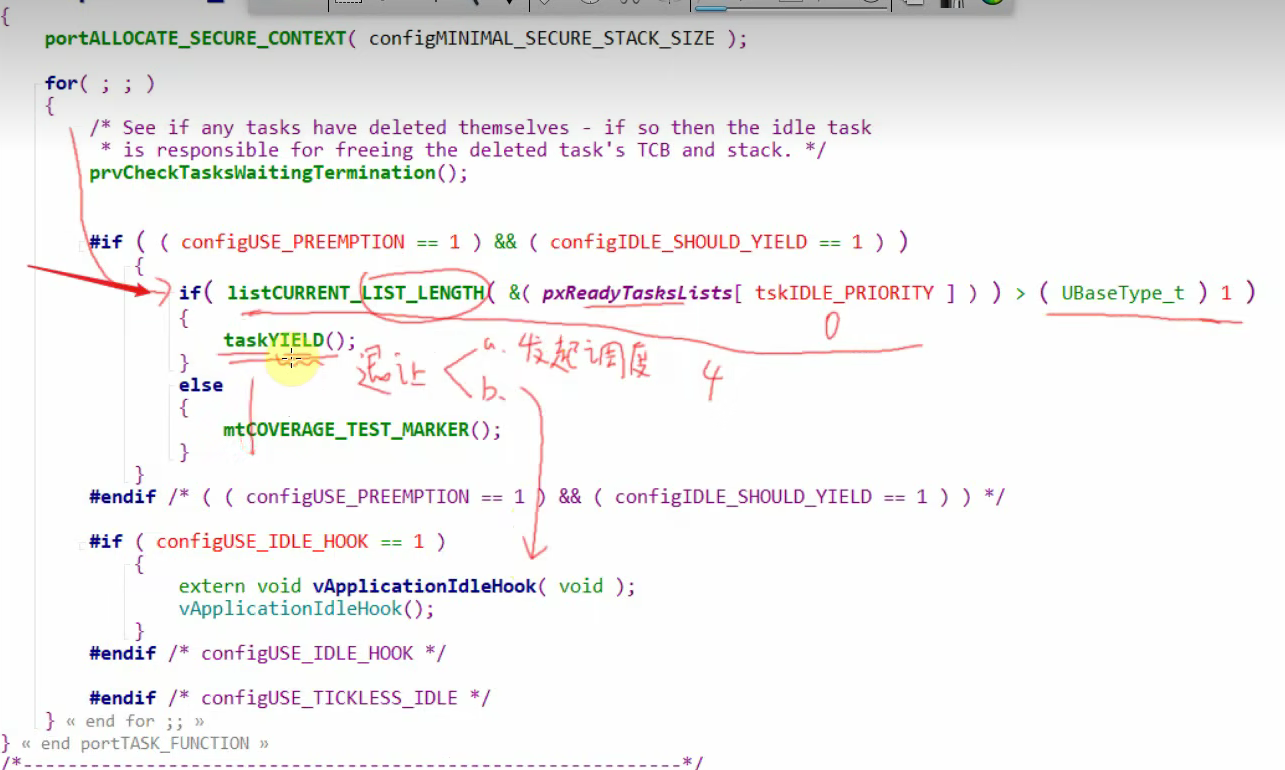 {
portALLOCATE_SECURE_CONTEXT( configMINIMAL_SECURE_STACK_SIZE );
for( ; ; )
{
/* See if any tasks have deleted themselves - if so then the idle task
* is responsible for freeing the deleted task's TCB and stack. */
prvCheckTasksWaitingTermination();
#if ( ( configUSE_PREEMPTION == 1 ) && ( configIDLE_SHOULD_YIELD == 1 ) )
{
if( listCURRENT_LIST_LENGTH( &( pxReadyTasksLists[ tskIDLE_PRIORITY ] ) ) > ( UBaseType_t ) 1 )
0
{
taskYIELD();
退让
a. 发起调度
4
b.
}
else
{
mtCOVERAGE_TEST_MARKER();
}
}
#endif /* ( ( configUSE_PREEMPTION == 1 ) && ( configIDLE_SHOULD_YIELD == 1 ) ) */
#if ( configUSE_IDLE_HOOK == 1 )
{
extern void vApplicationIdleHook( void );
vApplicationIdleHook();
}
#endif /* configUSE_IDLE_HOOK */
#endif /* configUSE_TICKLESS_IDLE */
} « end for ;; »
} « end portTASK_FUNCTION »
/*-----------------------------------------------------------*/